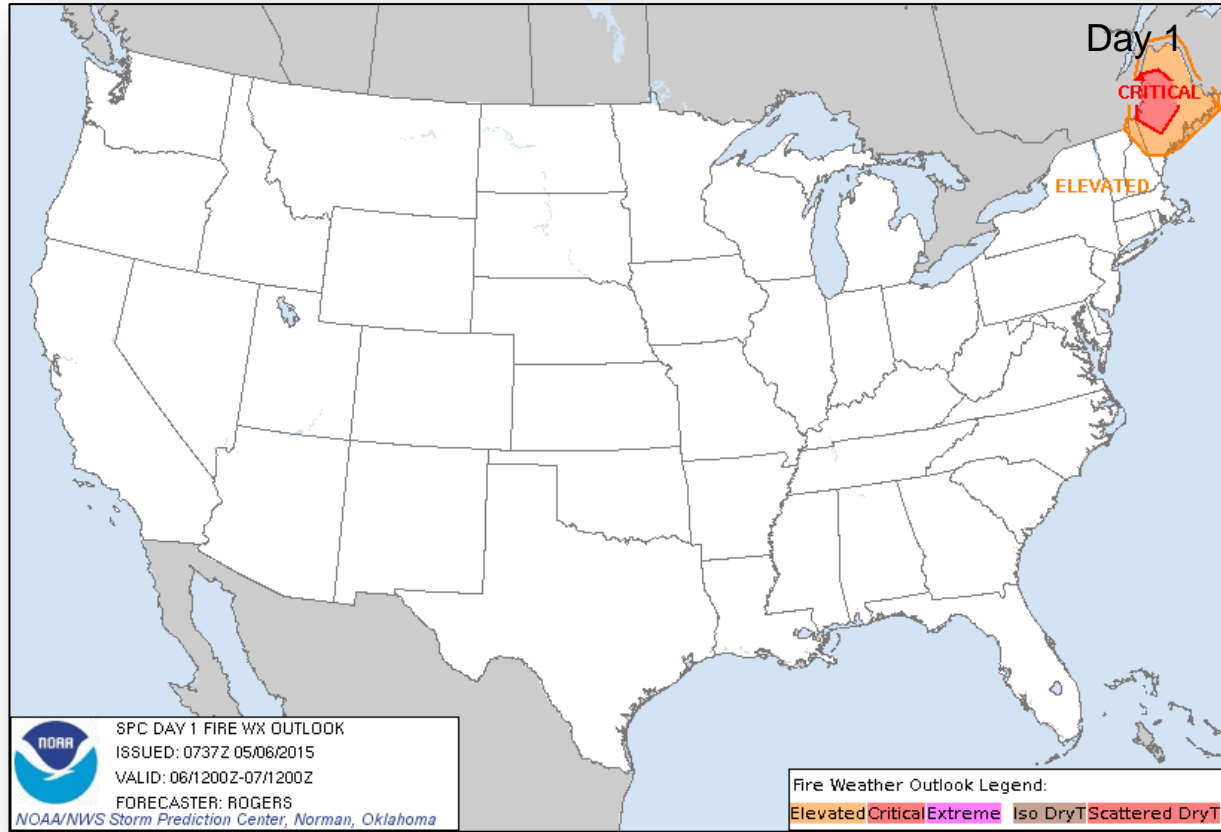 Day 1
CRITICAL
ELEVATED
NOAA
SPC DAY 1 FIRE WX OUTLOOK
ISSUED: 0737Z 05/06/2015
VALID: 06/1200Z-07/1200Z
FORECASTER: ROGERS
NOAA/NWS Storm Prediction Center, Norman, Oklahoma
Fire Weather Outlook Legend:
Elevated Critical Extreme Iso DryT Scattered DryT